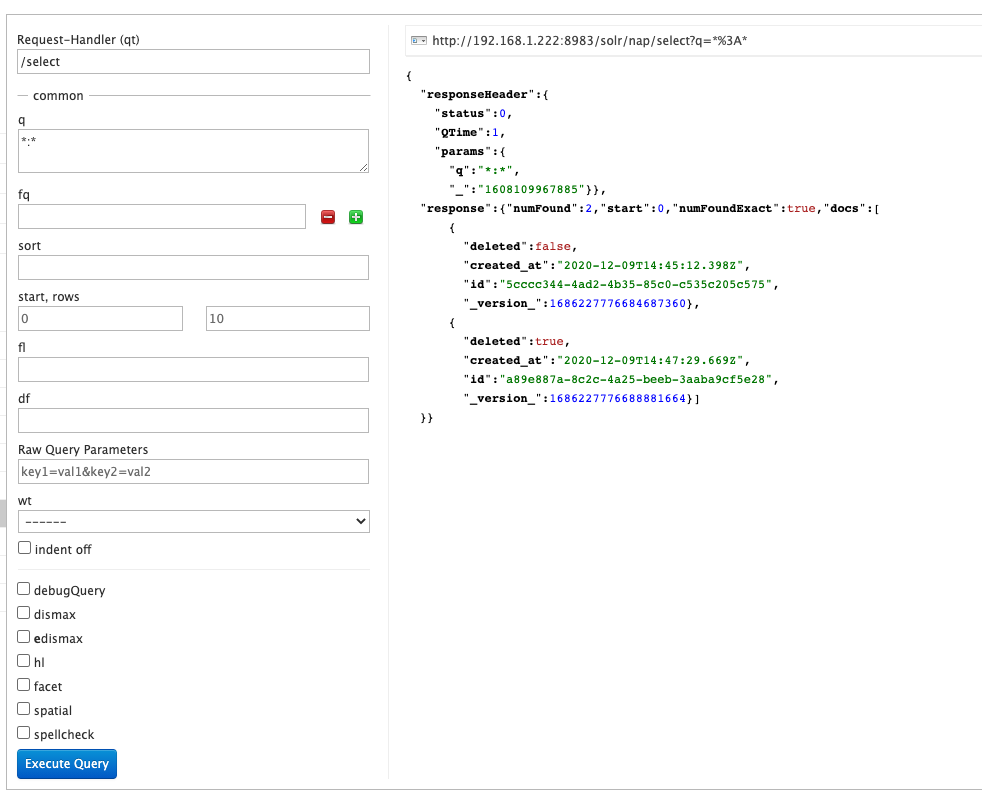 Request-Handler (qt)
/select
common
q
*:*
fq
sort
start, rows
0
10
fl
df
Raw Query Parameters
key1=val1&key2=val2
wt
------
indent off
debugQuery
dismax
edismax
hl
facet
spatial
spellcheck
Execute Query
http://192.168.1.222:8983/solr/nap/select?q=*%3A*
{
  "responseHeader":{
    "status":0,
    "QTime":1,
    "params":{
      "q":"*:*",
      "_":"1608109967885"}},
  "response":{"numFound":2,"start":0,"numFoundExact":true,"docs":[
      {
        "deleted":false,
        "created_at":"2020-12-09T14:45:12.398Z",
        "id":"5cccc344-4ad2-4b35-85c0-c535c205c575",
        "_version_":1686227776684687360},
      {
        "deleted":true,
        "created_at":"2020-12-09T14:47:29.669Z",
        "id":"a89e887a-8c2c-4a25-beeb-3aaba9cf5e28",
        "_version_":1686227776688881664}]
  }}